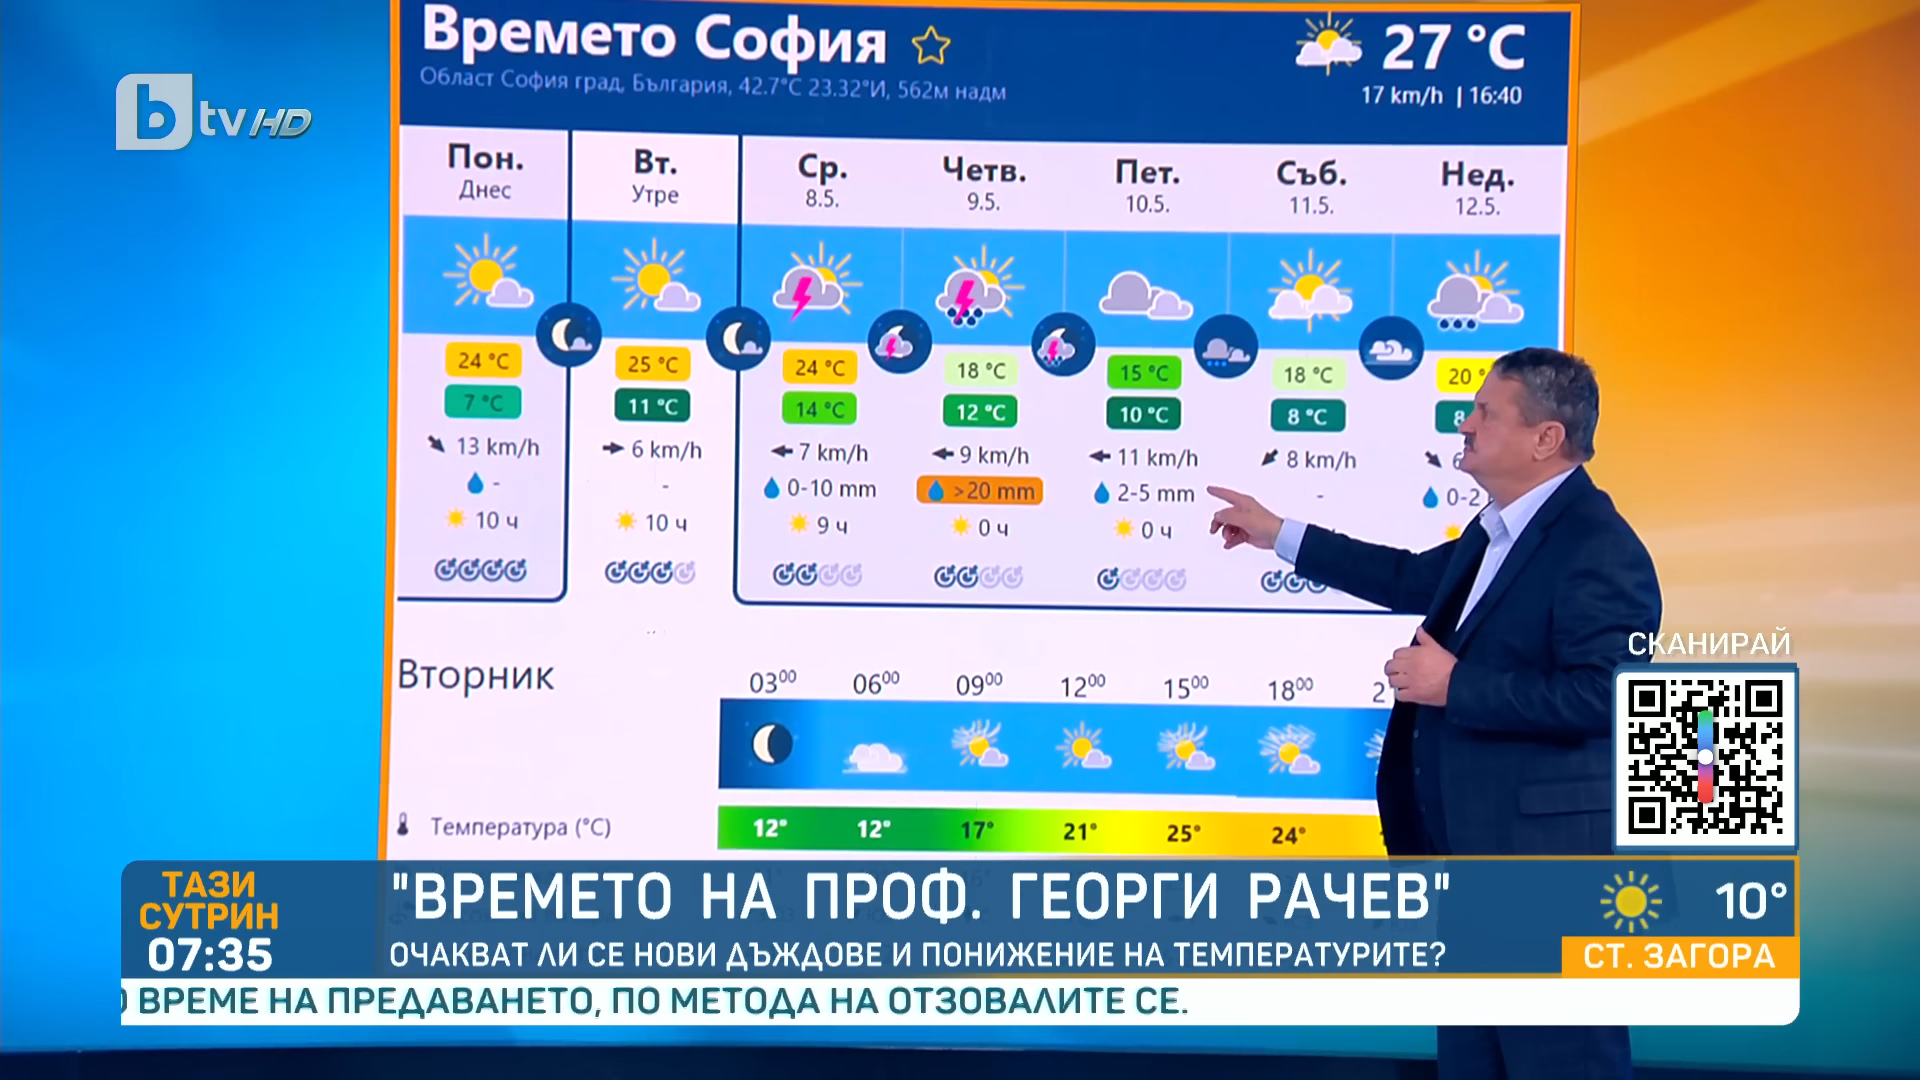 Времето София
Област София град, България, 42.7°С 23.32°И, 562м надм
27 °C
17 km/h | 16:40
btv HD
Пон. Вт. Ср. Четв. Пет. Съб. Нед.
Днес Утре 8.5. 9.5. 10.5. 11.5. 12.5.
24 °C 25 °C 24 °C 18 °C 15 °C 18 °C 20
7 °C 11 °C 14 °C 12 °C 10 °C 8 °C 8
13 km/h 6 km/h 7 km/h 9 km/h 11 km/h 8 km/h
- - 0-10 mm >20 mm 2-5 mm - 0-2
10 ч 10 ч 9 ч 0 ч 0 ч
Вторник
03⁰⁰ 06⁰⁰ 09⁰⁰ 12⁰⁰ 15⁰⁰ 18⁰⁰ 2
Температура (°C) 12° 12° 17° 21° 25° 24°
СКАНИРАЙ
ТАЗИ
СУТРИН
07:35
"ВРЕМЕТО НА ПРОФ. ГЕОРГИ РАЧЕВ"
ОЧАКВАТ ЛИ СЕ НОВИ ДЪЖДОВЕ И ПОНИЖЕНИЕ НА ТЕМПЕРАТУРИТЕ?
10°
СТ. ЗАГОРА
ВРЕМЕ НА ПРЕДАВАНЕТО, ПО МЕТОДА НА ОТЗОВАЛИТЕ СЕ.